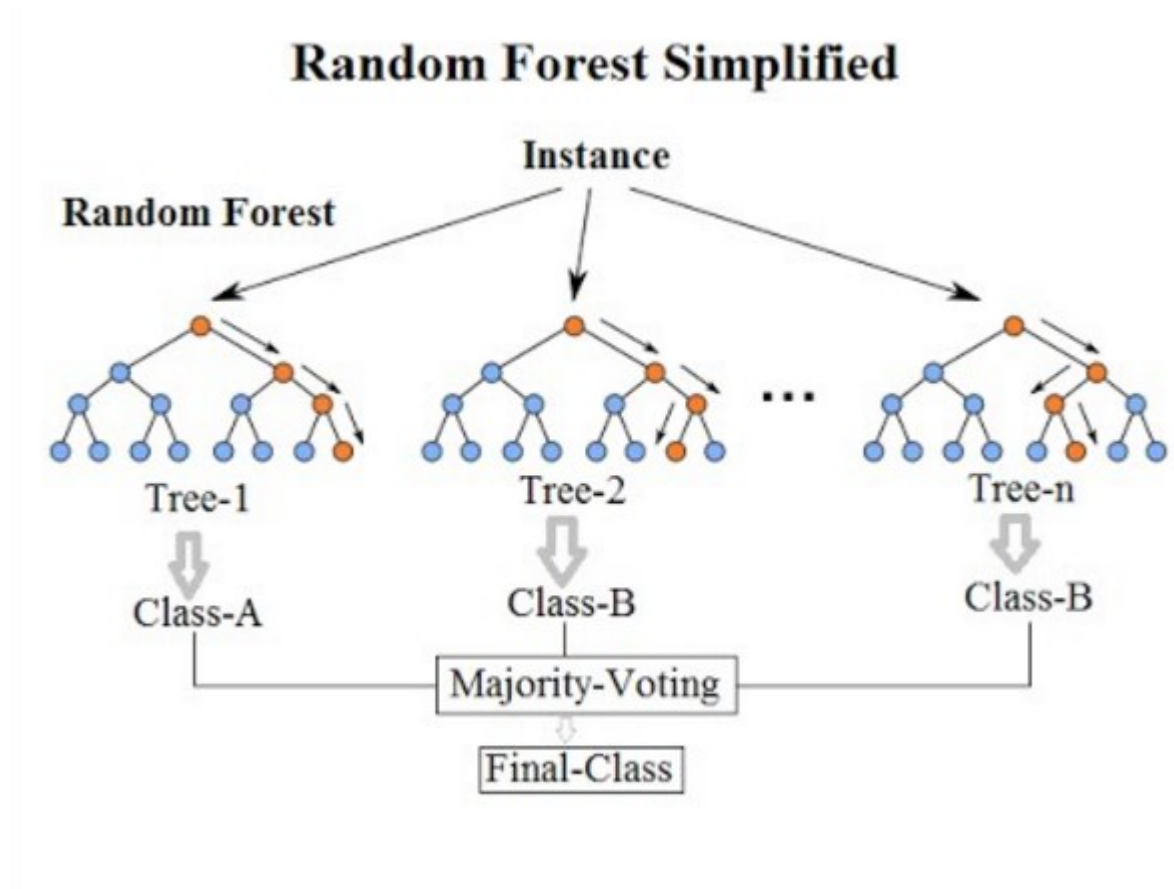 Random Forest Simplified
Instance
Random Forest
...
Tree-1
Tree-2
Tree-n
Class-A
Class-B
Class-B
Majority-Voting
Final-Class